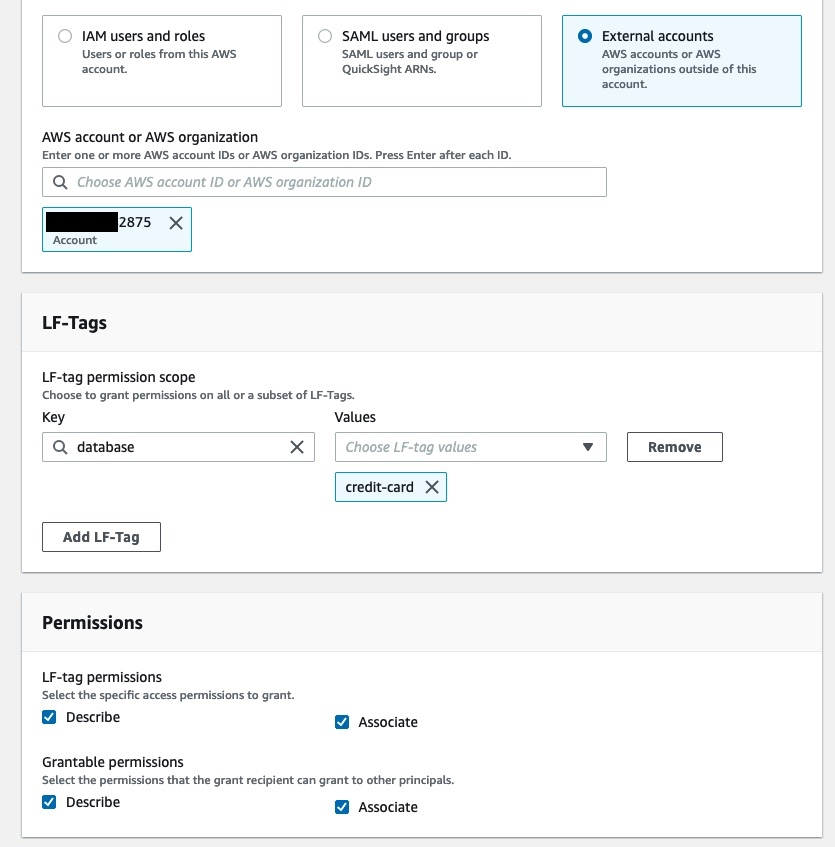 IAM users and roles
Users or roles from this AWS
account.
SAML users and groups
SAML users and group or
QuickSight ARNs.
External accounts
AWS accounts or AWS
organizations outside of this
account.
AWS account or AWS organization
Enter one or more AWS account IDs or AWS organization IDs. Press Enter after each ID.
Choose AWS account ID or AWS organization ID
2875
Account
LF-Tags
LF-tag permission scope
Choose to grant permissions on all or a subset of LF-Tags.
Key
Values
database
Choose LF-tag values
Remove
credit-card
Add LF-Tag
Permissions
LF-tag permissions
Select the specific access permissions to grant.
Describe
Associate
Grantable permissions
Select the permissions that the grant recipient can grant to other principals.
Describe
Associate